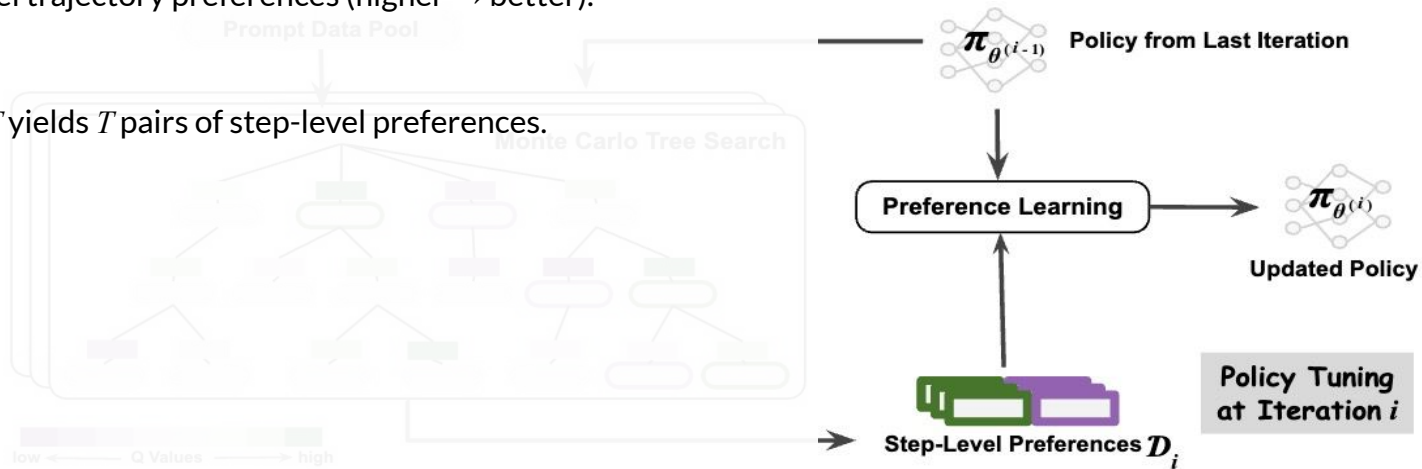 trajectory preferences (higher → better).
Prompt Data Pool
π θ(i-1) Policy from Last Iteration
yields T pairs of step-level preferences.
Monte Carlo Tree Search
Preference Learning
π θ(i)
Updated Policy
Policy Tuning
at Iteration i
Step-Level Preferences 𝒟i
low Q Values high